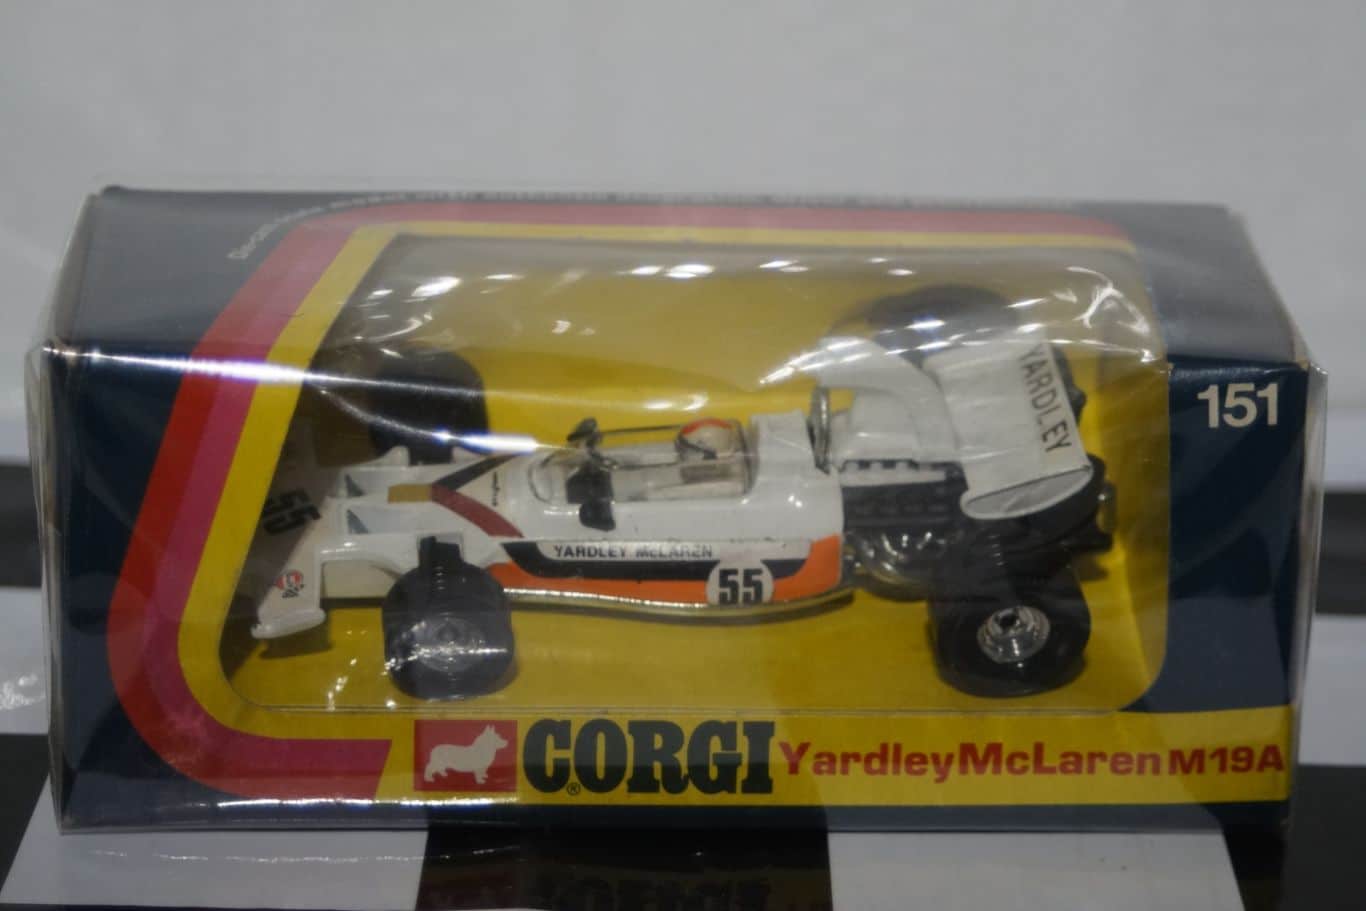 151
YARDLEY
55
YARDLEY McLAREN
55
CORGI®
Yardley McLaren M19A